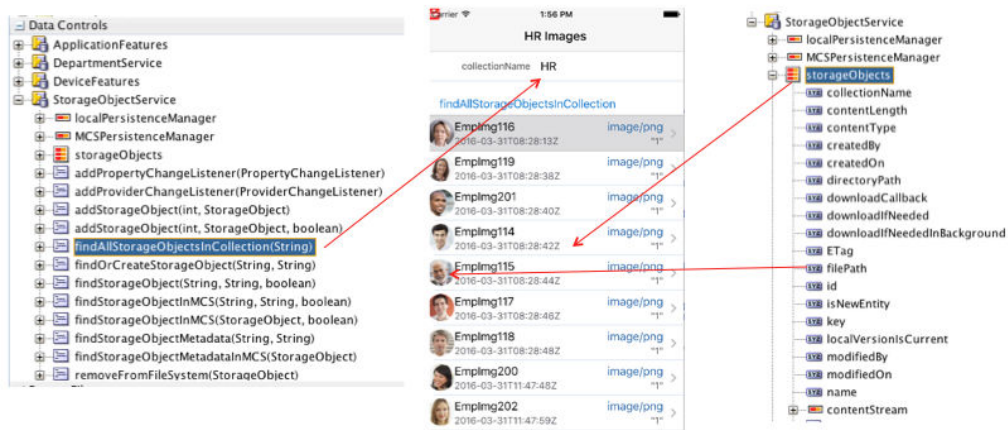 Data Controls
ApplicationFeatures
DepartmentService
DeviceFeatures
StorageObjectService
localPersistenceManager
MCSPersistenceManager
storageObjects
addPropertyChangeListener(PropertyChangeListener)
addProviderChangeListener(ProviderChangeListener)
addStorageObject(int, StorageObject)
addStorageObject(int, StorageObject, boolean)
findAllStorageObjectsInCollection(String)
findOrCreateStorageObject(String, String)
findStorageObject(String, String, boolean)
findStorageObjectInMCS(String, String, boolean)
findStorageObjectInMCS(StorageObject, boolean)
findStorageObjectMetadata(String, String)
findStorageObjectMetadataInMCS(StorageObject)
removeFromFileSystem(StorageObject)
1:56 PM
HR Images
collectionName HR
findAllStorageObjectsInCollection
EmpImg116 image/png
2016-03-31T08:28:13Z "1"
EmpImg119 image/png
2016-03-31T08:28:38Z "1"
EmpImg201 image/png
2016-03-31T08:28:40Z "1"
EmpImg114 image/png
2016-03-31T08:28:42Z "1"
EmpImg115 image/png
2016-03-31T08:28:44Z "1"
EmpImg117 image/png
2016-03-31T08:28:46Z "1"
EmpImg118 image/png
2016-03-31T08:28:48Z "1"
EmpImg200 image/png
2016-03-31T11:47:48Z "1"
EmpImg202 image/png
2016-03-31T11:47:59Z "1"
StorageObjectService
localPersistenceManager
MCSPersistenceManager
storageObjects
collectionName
contentLength
contentType
createdBy
createdOn
directoryPath
downloadCallback
downloadIfNeeded
downloadIfNeededInBackground
ETag
filePath
id
isNewEntity
key
localVersionIsCurrent
modifiedBy
modifiedOn
name
contentStream